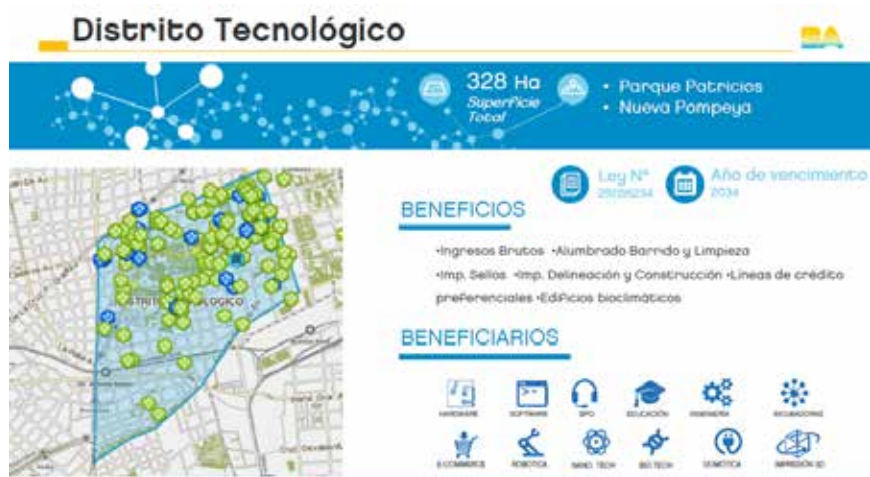 Distrito Tecnológico
BA
328 Ha
Superficie
Total
• Parque Patricios
• Nueva Pompeya
Ley N°
Año de vencimiento
2034
BENEFICIOS
•Ingresos Brutos •Alumbrado Barrido y Limpieza
•Imp. Sellos •Imp. Delineación y Construcción •Líneas de crédito
preferenciales •Edificios bioclimáticos
BENEFICIARIOS
HARDWARE SOFTWARE BPO EDUCACIÓN INGENIERÍA INCUBADORAS
E-COMMERCE ROBÓTICA NANO TECH BIO TECH DOMÓTICA IMPRESIÓN 3D